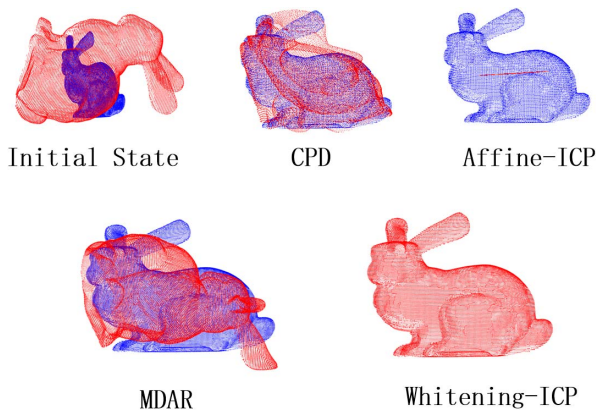 Initial State
CPD
Affine-ICP
MDAR
Whitening-ICP